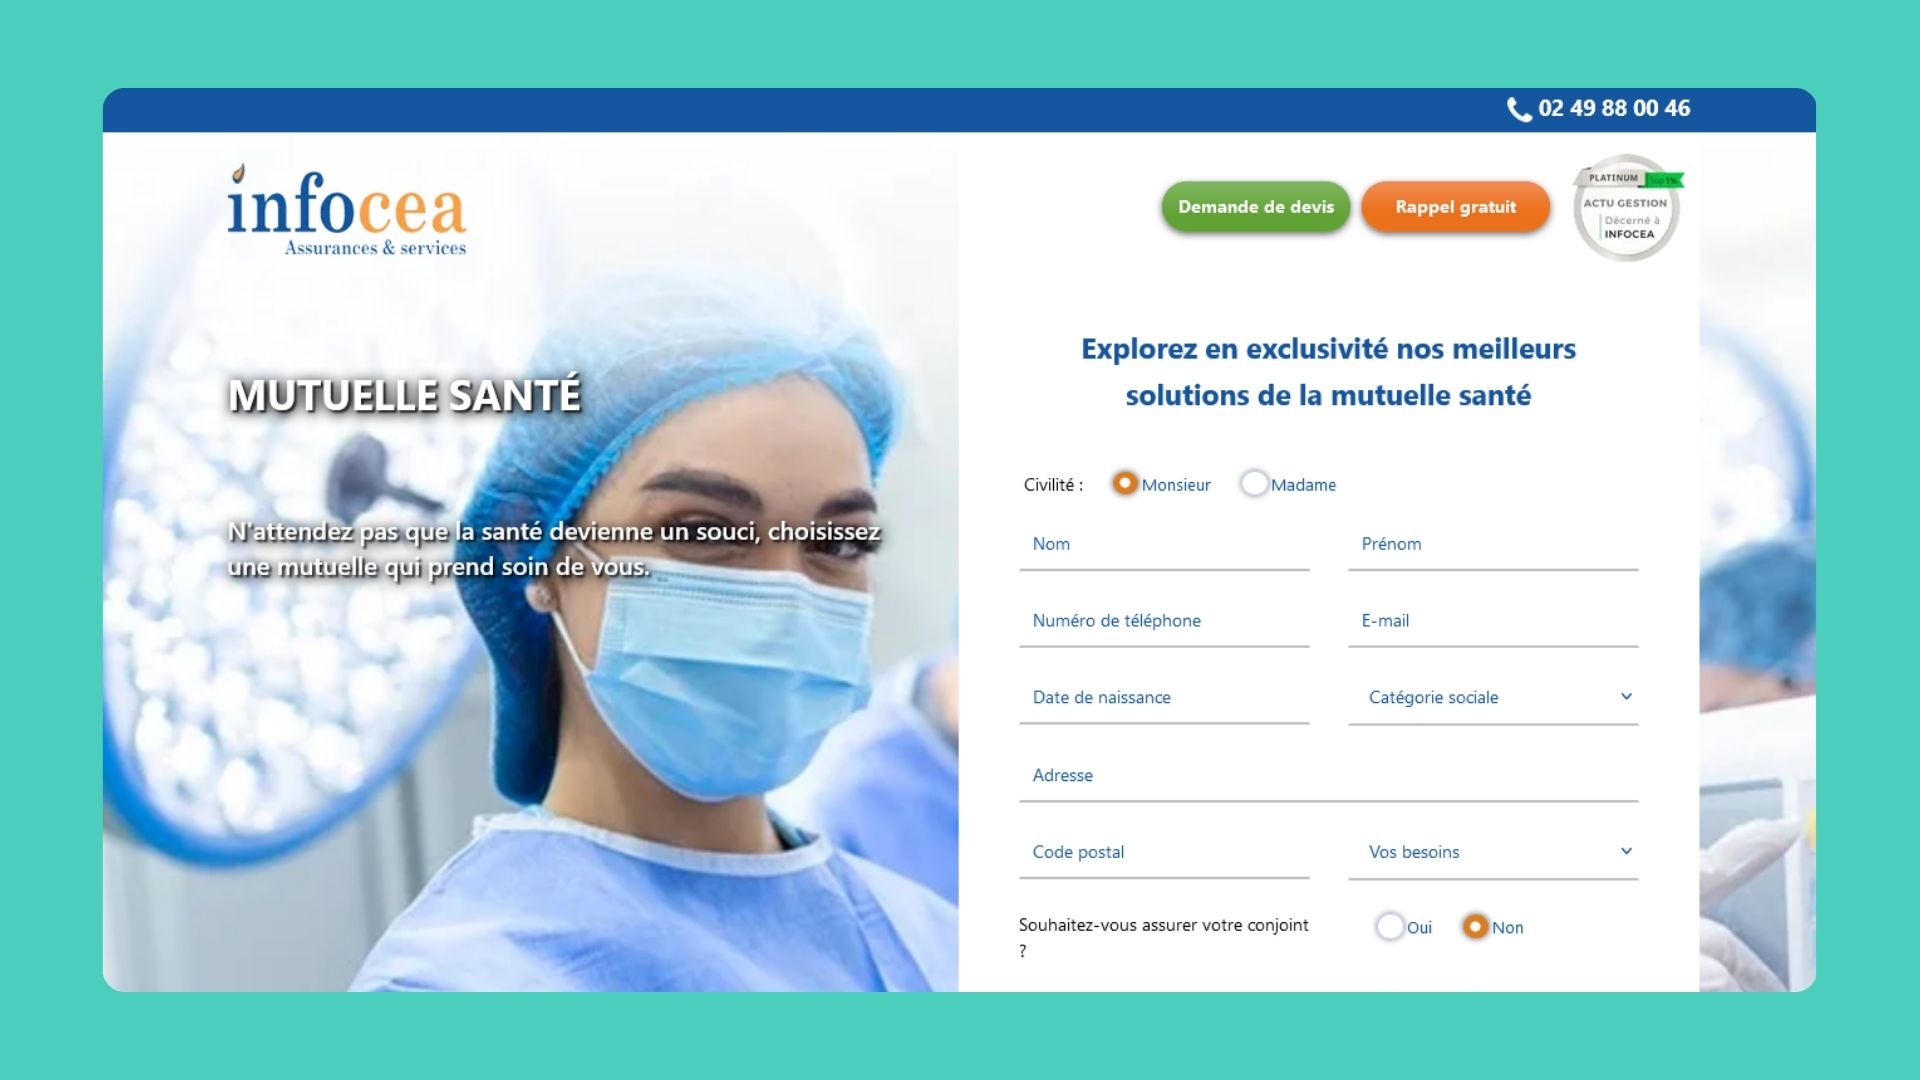 02 49 88 00 46
infocea
Assurances & services
Demande de devis
Rappel gratuit
PLATINUM Top 1%
ACTU GESTION
Décerné à
INFOCEA
MUTUELLE SANTÉ
N'attendez pas que la santé devienne un souci, choisissez
une mutuelle qui prend soin de vous.
Explorez en exclusivité nos meilleurs
solutions de la mutuelle santé
Civilité : Monsieur Madame
Nom Prénom
Numéro de téléphone E-mail
Date de naissance Catégorie sociale
Adresse
Code postal Vos besoins
Souhaitez-vous assurer votre conjoint Oui Non
?